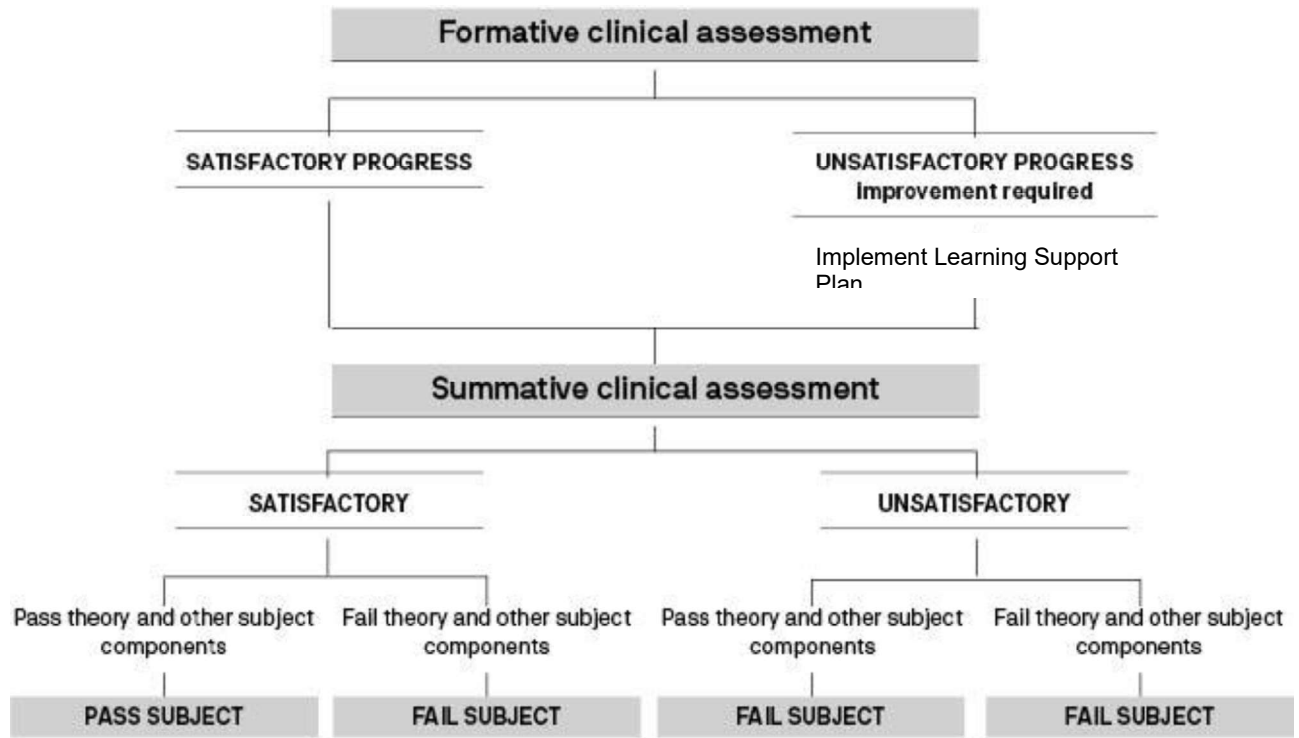 Formative clinical assessment
SATISFACTORY PROGRESS
UNSATISFACTORY PROGRESS
improvement required
Implement Learning Support
Plan
Summative clinical assessment
SATISFACTORY
UNSATISFACTORY
Pass theory and other subject
components
Fail theory and other subject
components
Pass theory and other subject
components
Fail theory and other subject
components
PASS SUBJECT
FAIL SUBJECT
FAIL SUBJECT
FAIL SUBJECT